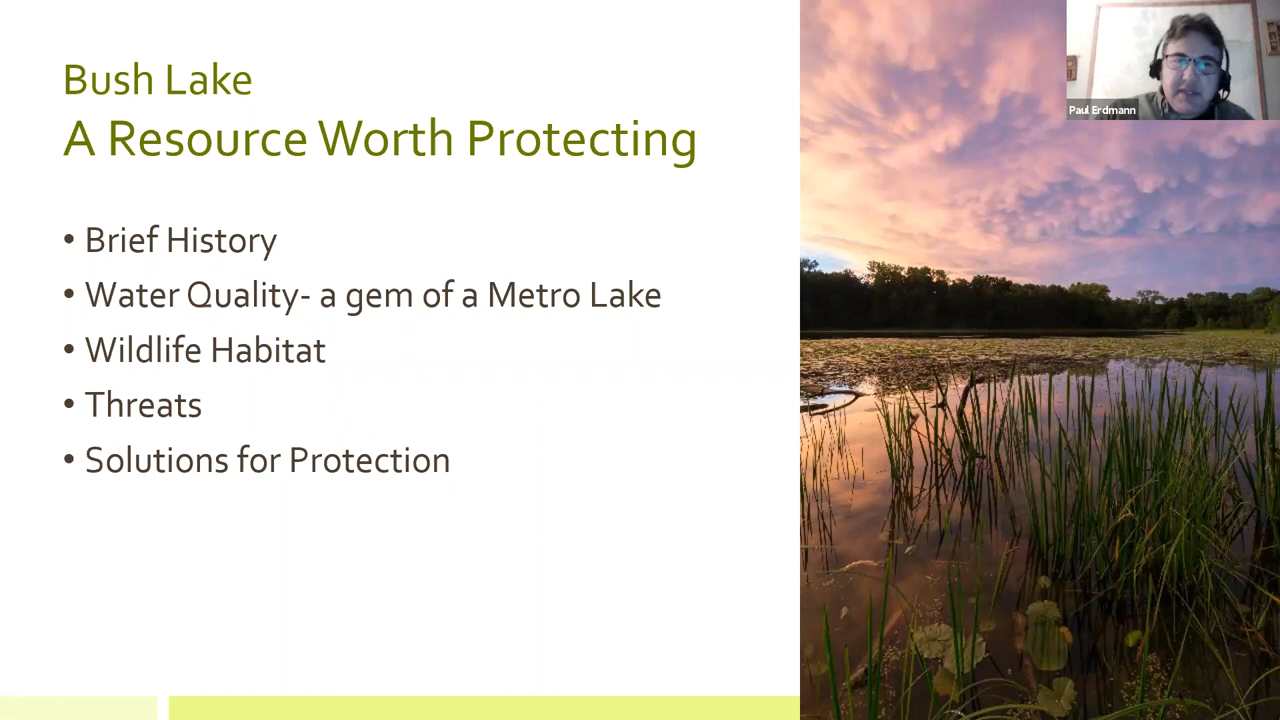 Bush Lake
A Resource Worth Protecting
• Brief History
• Water Quality- a gem of a Metro Lake
• Wildlife Habitat
• Threats
• Solutions for Protection
Paul Erdmann